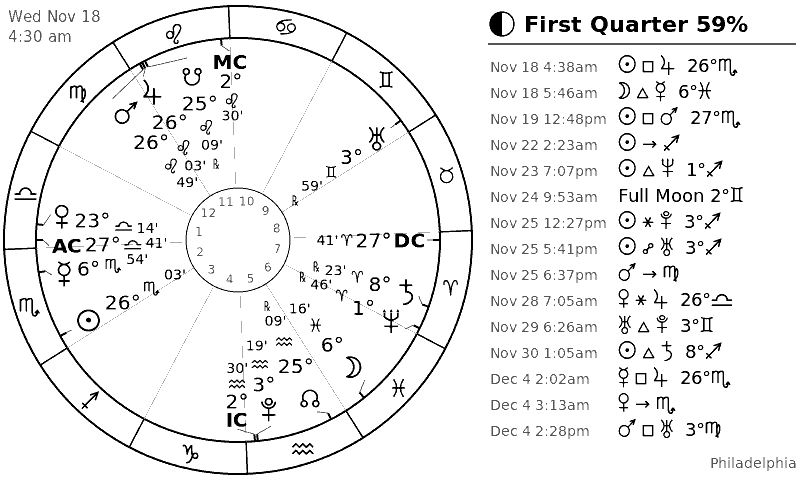 Wed Nov 18
4:30 am
First Quarter 59%
Nov 18 4:38am ☉ □ ♃ 26°♏
Nov 18 5:46am ☽ △ ☿ 6°♓
Nov 19 12:48pm ☉ □ ♂ 27°♏
Nov 22 2:23am ☉ → ♐
Nov 23 7:07pm ☉ △ ♆ 1°♐
Nov 24 9:53am Full Moon 2°♊
Nov 25 12:27pm ☉ ⚹ ⯓ 3°♐
Nov 25 5:41pm ☉ ☍ ♅ 3°♐
Nov 25 6:37pm ♂ → ♍
Nov 28 7:05am ♀ ⚹ ♃ 26°♎
Nov 29 6:26am ♅ △ ⯓ 3°♊
Nov 30 1:05am ☉ △ ♄ 8°♐
Dec 4 2:02am ☿ □ ♃ 26°♏
Dec 4 3:13am ♀ → ♏
Dec 4 2:28pm ♂ □ ♅ 3°♍
Philadelphia
♌
♋
♊
♉
♈
♓
♒
♑
♐
♏
♎
♍
MC 2° ♌ 30'
☋ 25° ♌ 09' ℞
♃ 26° ♌ 03'
♂ 26° ♌ 49'
♅ 3° ♊ 59' ℞
♀ 23° ♎ 14'
AC 27° ♎ 41'
41' ♈ 27° DC
☿ 6° ♏ 54'
☉ 26° ♏ 03'
℞ 23' ♈ 8° ♄
℞ 46' ♈ 1° ♆
16' ♓ 6° ☽
℞ 09' ♒ 25° ☊
19' ♒ 3° ⯓
30' ♒ 2° IC
1
2
3
4
5
6
7
8
9
10
11
12